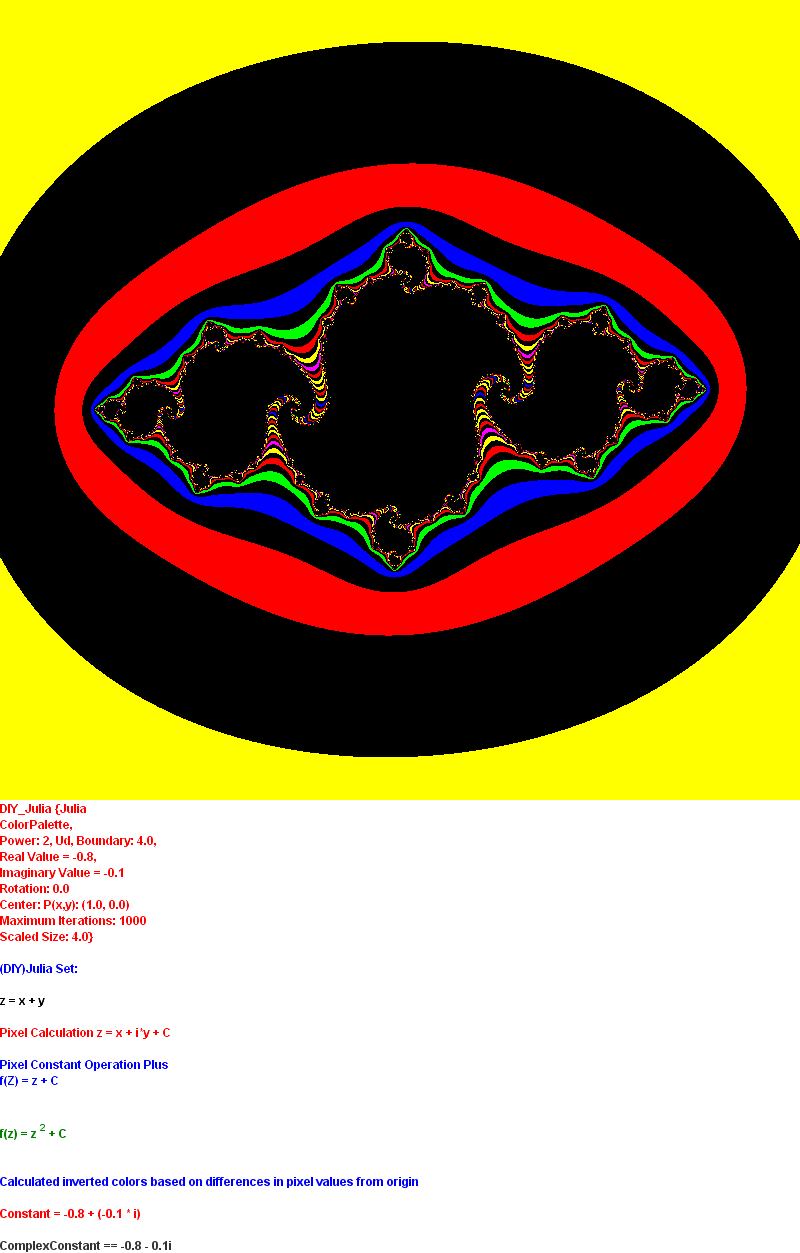 DIY_Julia {Julia
ColorPalette,
Power: 2, Ud, Boundary: 4.0,
Real Value = -0.8,
Imaginary Value = -0.1
Rotation: 0.0
Center: P(x,y): (1.0, 0.0)
Maximum Iterations: 1000
Scaled Size: 4.0}
(DIY)Julia Set:
z = x + y
Pixel Calculation z = x + i*y + C
Pixel Constant Operation Plus
f(Z) = z + C
f(z) = z ² + C
Calculated inverted colors based on differences in pixel values from origin
Constant = -0.8 + (-0.1 * i)
ComplexConstant == -0.8 - 0.1i